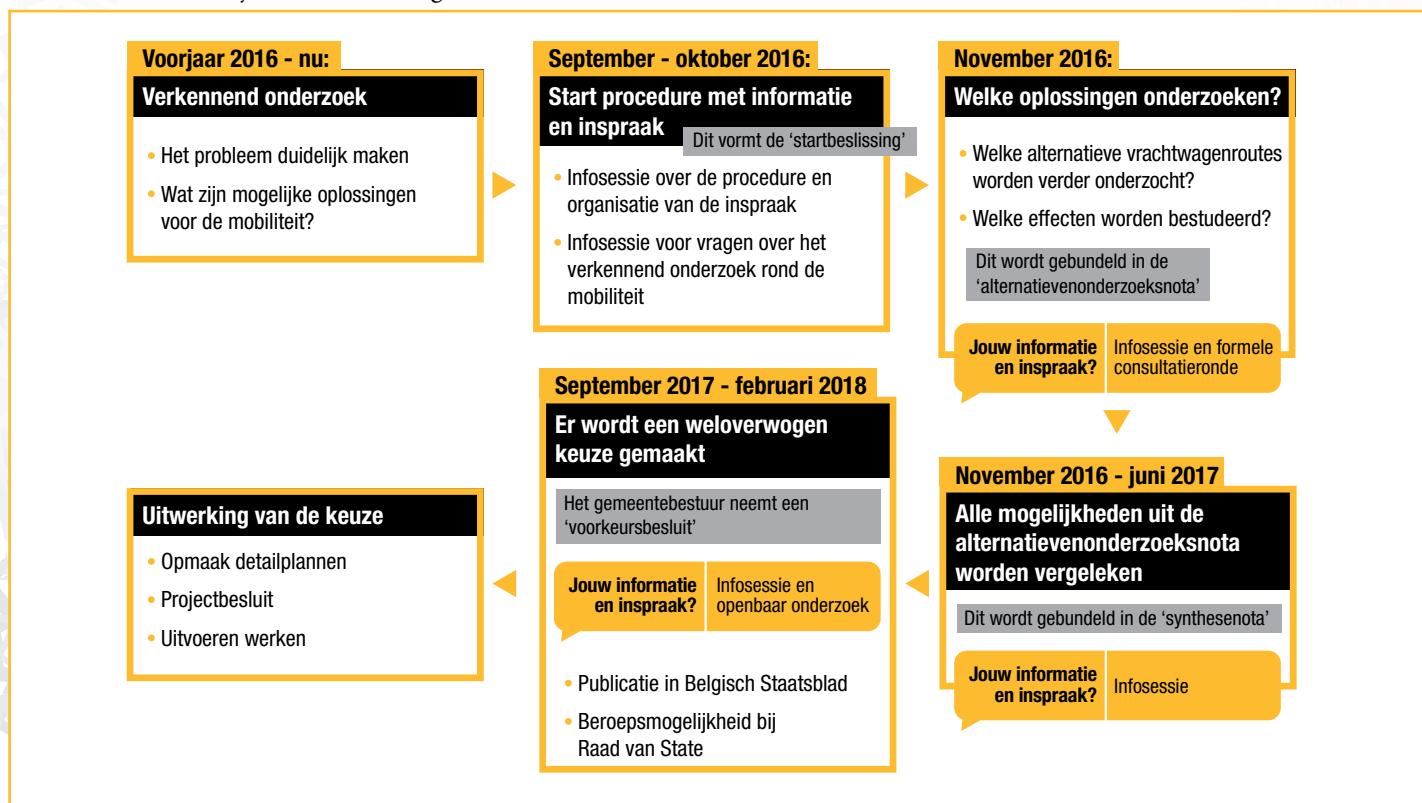 Voorjaar 2016 - nu:
Verkennend onderzoek
• Het probleem duidelijk maken
• Wat zijn mogelijke oplossingen
voor de mobiliteit?
September - oktober 2016:
Start procedure met informatie
en inspraak
Dit vormt de ‘startbeslissing’
• Infosessie over de procedure en
organisatie van de inspraak
• Infosessie voor vragen over het
verkennend onderzoek rond de
mobiliteit
November 2016:
Welke oplossingen onderzoeken?
• Welke alternatieve vrachtwagenroutes
worden verder onderzocht?
• Welke effecten worden bestudeerd?
Dit wordt gebundeld in de
‘alternatievenonderzoeksnota’
Jouw informatie
en inspraak?
Infosessie en formele
consultatieronde
November 2016 - juni 2017
Alle mogelijkheden uit de
alternatievenonderzoeksnota
worden vergeleken
Dit wordt gebundeld in de ‘synthesenota’
Jouw informatie
en inspraak?
Infosessie
September 2017 - februari 2018
Er wordt een weloverwogen
keuze gemaakt
Het gemeentebestuur neemt een
‘voorkeursbesluit’
Jouw informatie
en inspraak?
Infosessie en
openbaar onderzoek
• Publicatie in Belgisch Staatsblad
• Beroepsmogelijkheid bij
Raad van State
Uitwerking van de keuze
• Opmaak detailplannen
• Projectbesluit
• Uitvoeren werken